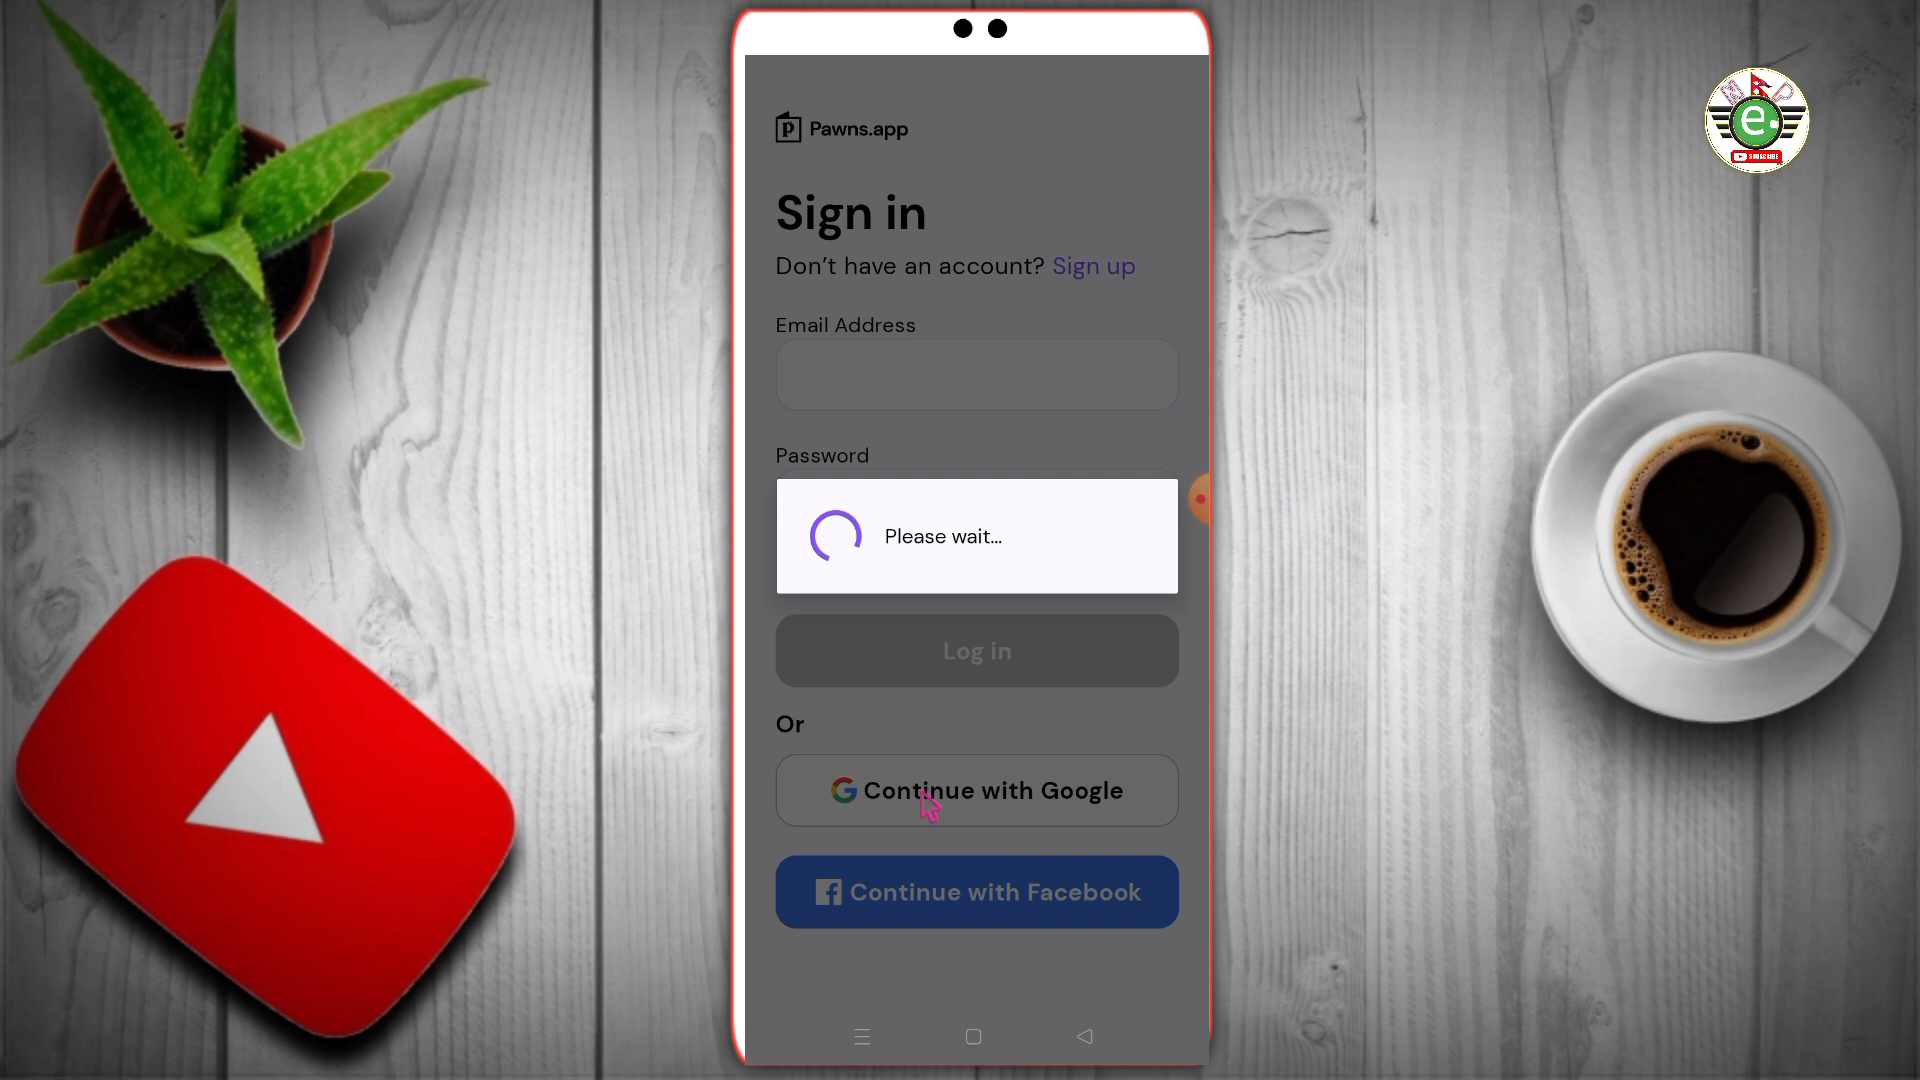 N P
e
SUBSCRIBE
Pawns.app
Sign in
Don’t have an account? Sign up
Email Address
Password
Please wait...
Log in
Or
Continue with Google
Continue with Facebook